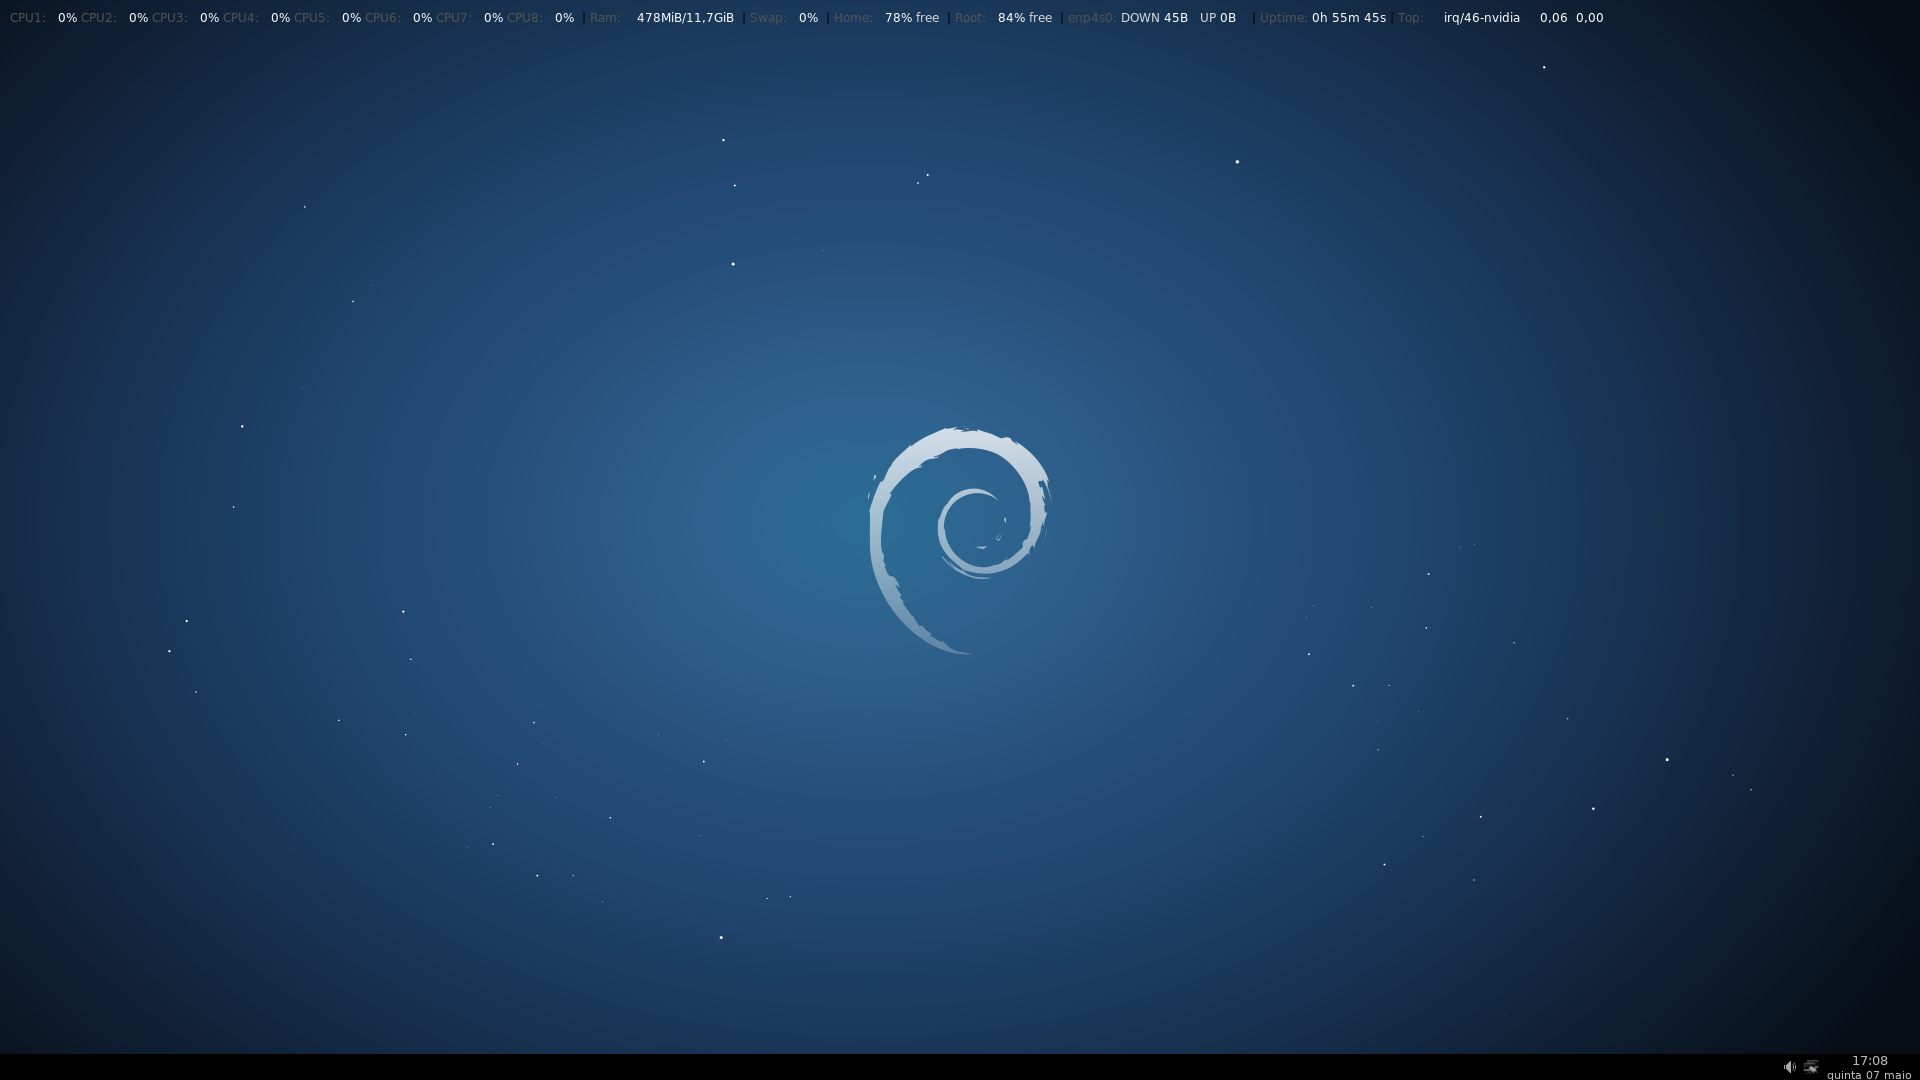 CPU1: 0% CPU2: 0% CPU3: 0% CPU4: 0% CPU5: 0% CPU6: 0% CPU7: 0% CPU8: 0% | Ram: 478MiB/11,7GiB | Swap: 0% | Home: 78% free | Root: 84% free | enp4s0: DOWN 45B UP 0B | Uptime: 0h 55m 45s | Top: irq/46-nvidia 0,06 0,00
17:08
quinta 07 maio